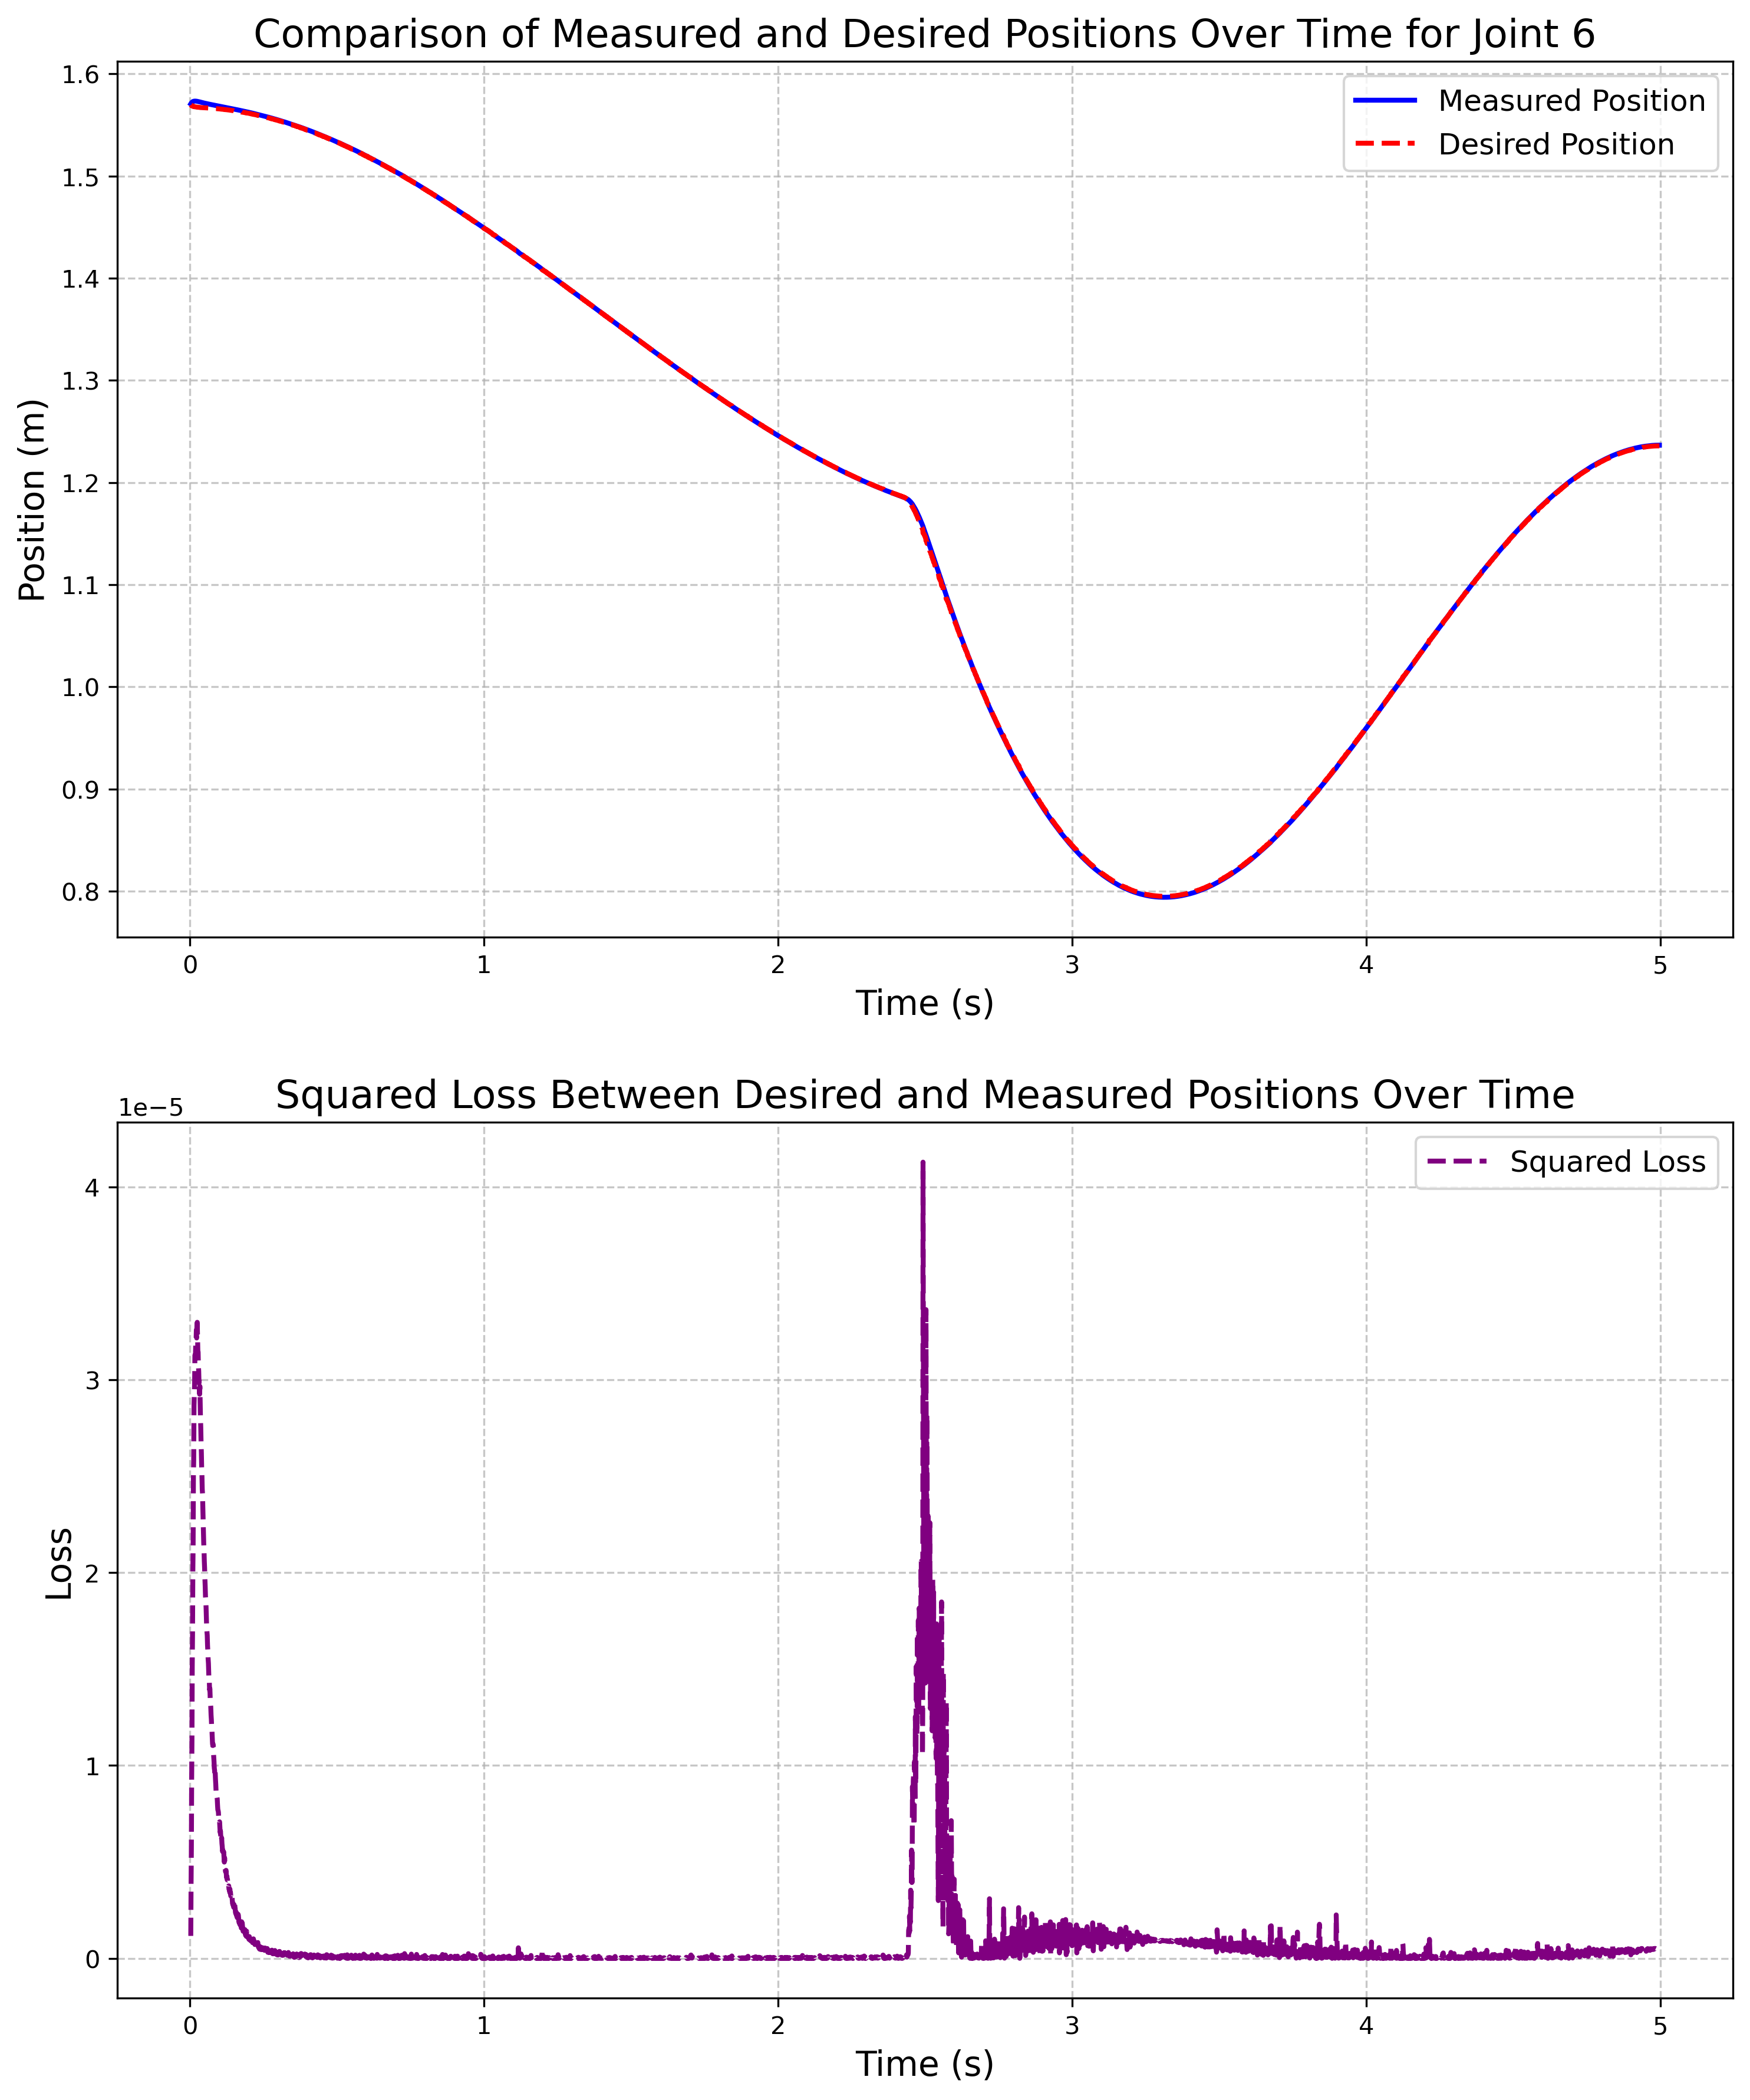 Comparison of Measured and Desired Positions Over Time for Joint 6
1.6
1.5
1.4
1.3
1.2
1.1
1.0
0.9
0.8
Position (m)
Measured Position
Desired Position
0 1 2 3 4 5
Time (s)
Squared Loss Between Desired and Measured Positions Over Time
1e−5
4
3
2
1
0
Loss
Squared Loss
0 1 2 3 4 5
Time (s)